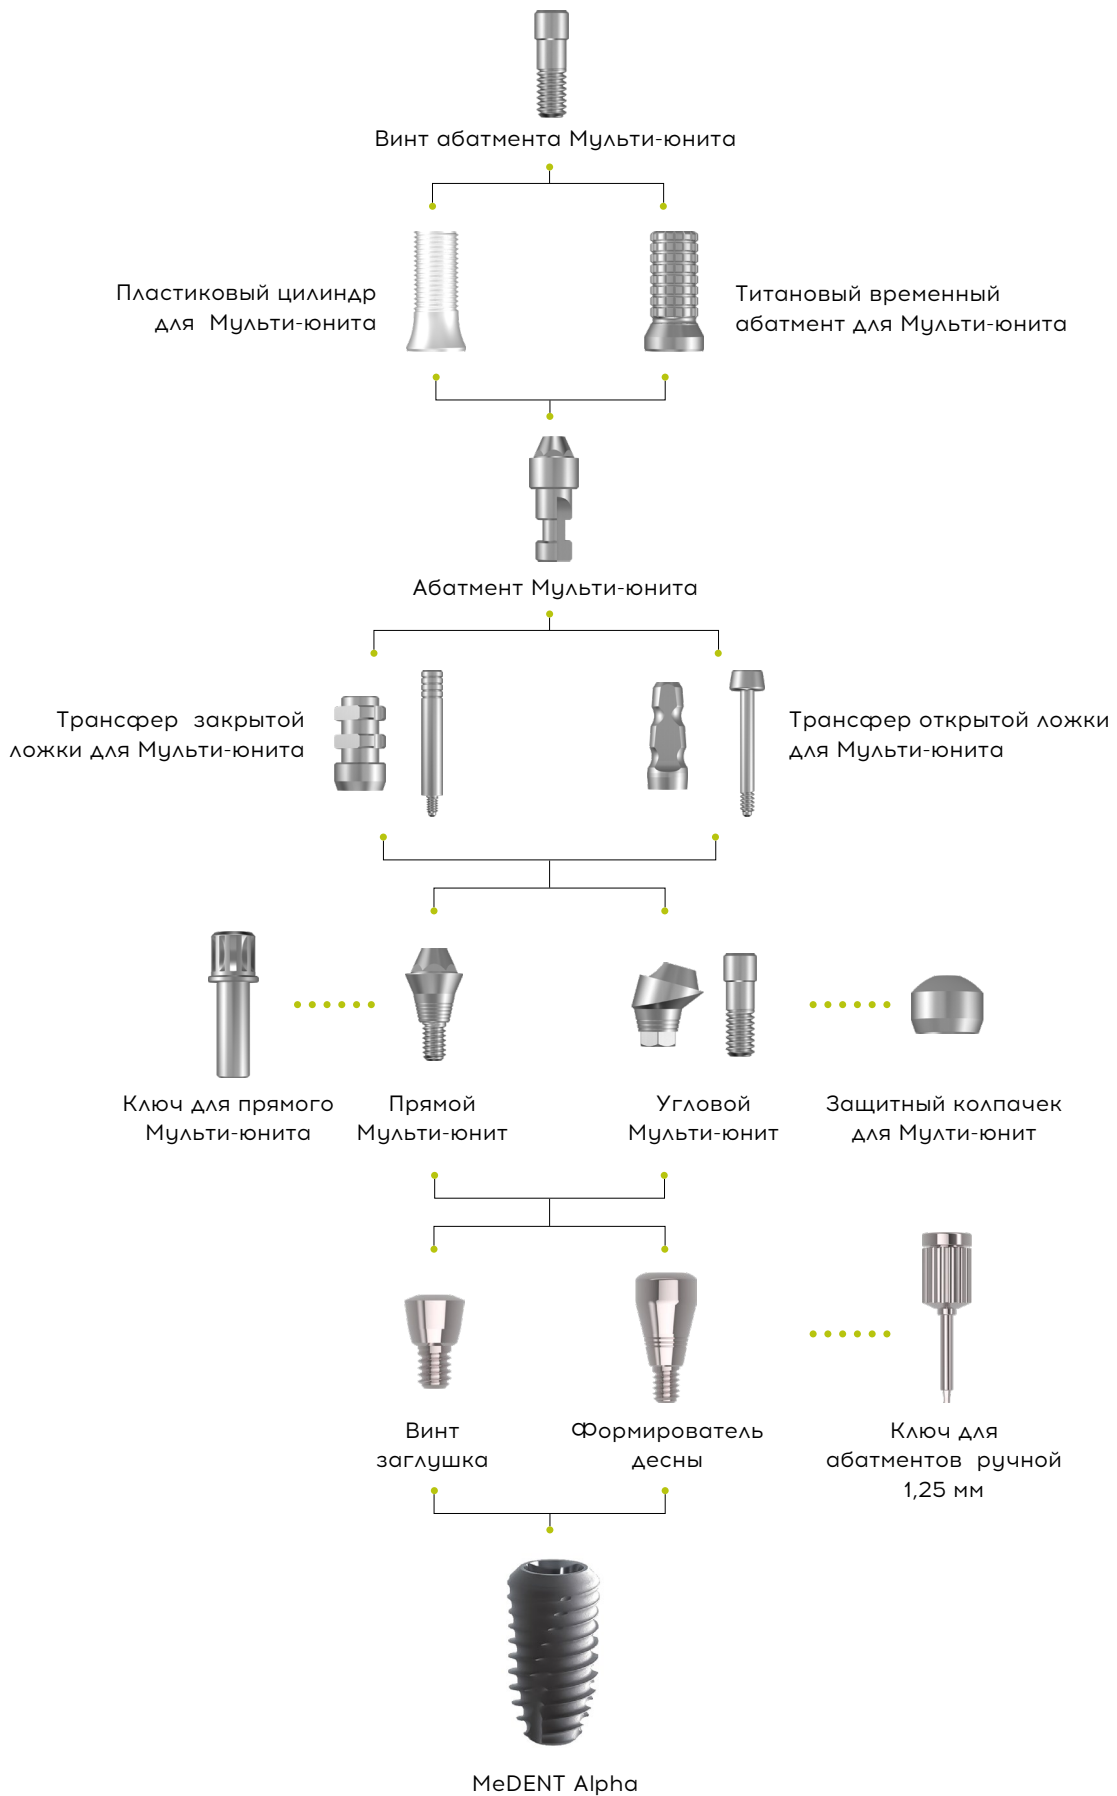 Винт абатмента Мульти-юнита
Пластиковый цилиндр
для Мульти-юнита
Титановый временный
абатмент для Мульти-юнита
Абатмент Мульти-юнита
Трансфер закрытой
ложки для Мульти-юнита
Трансфер открытой ложки
для Мульти-юнита
Ключ для прямого
Мульти-юнита
Прямой
Мульти-юнит
Угловой
Мульти-юнит
Защитный колпачек
для Мулти-юнит
Винт
заглушка
Формирователь
десны
Ключ для
абатментов ручной
1,25 мм
MeDENT Alpha